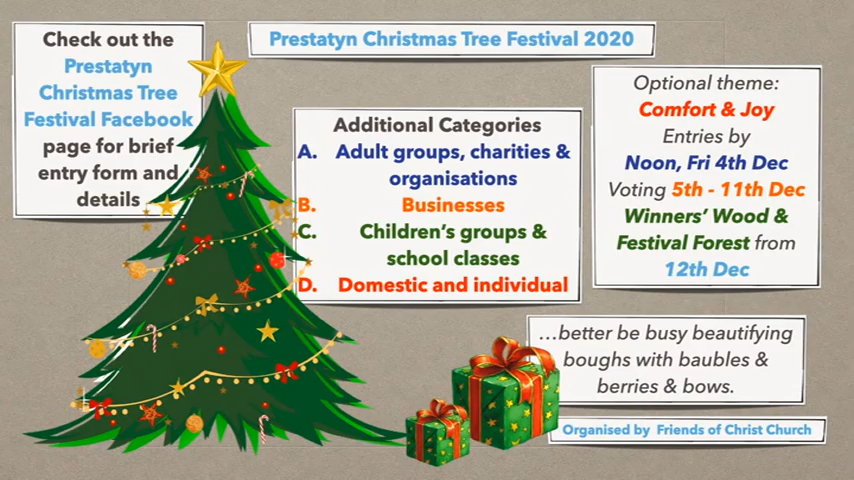 Prestatyn Christmas Tree Festival 2020
Check out the
Prestatyn
Christmas Tree
Festival Facebook
page for brief
entry form and
details
Additional Categories
A. Adult groups, charities &
organisations
B. Businesses
C. Children's groups &
school classes
D. Domestic and individual
Optional theme:
Comfort & Joy
Entries by
Noon, Fri 4th Dec
Voting 5th - 11th Dec
Winners' Wood &
Festival Forest from
12th Dec
…better be busy beautifying
boughs with baubles &
berries & bows.
Organised by Friends of Christ Church